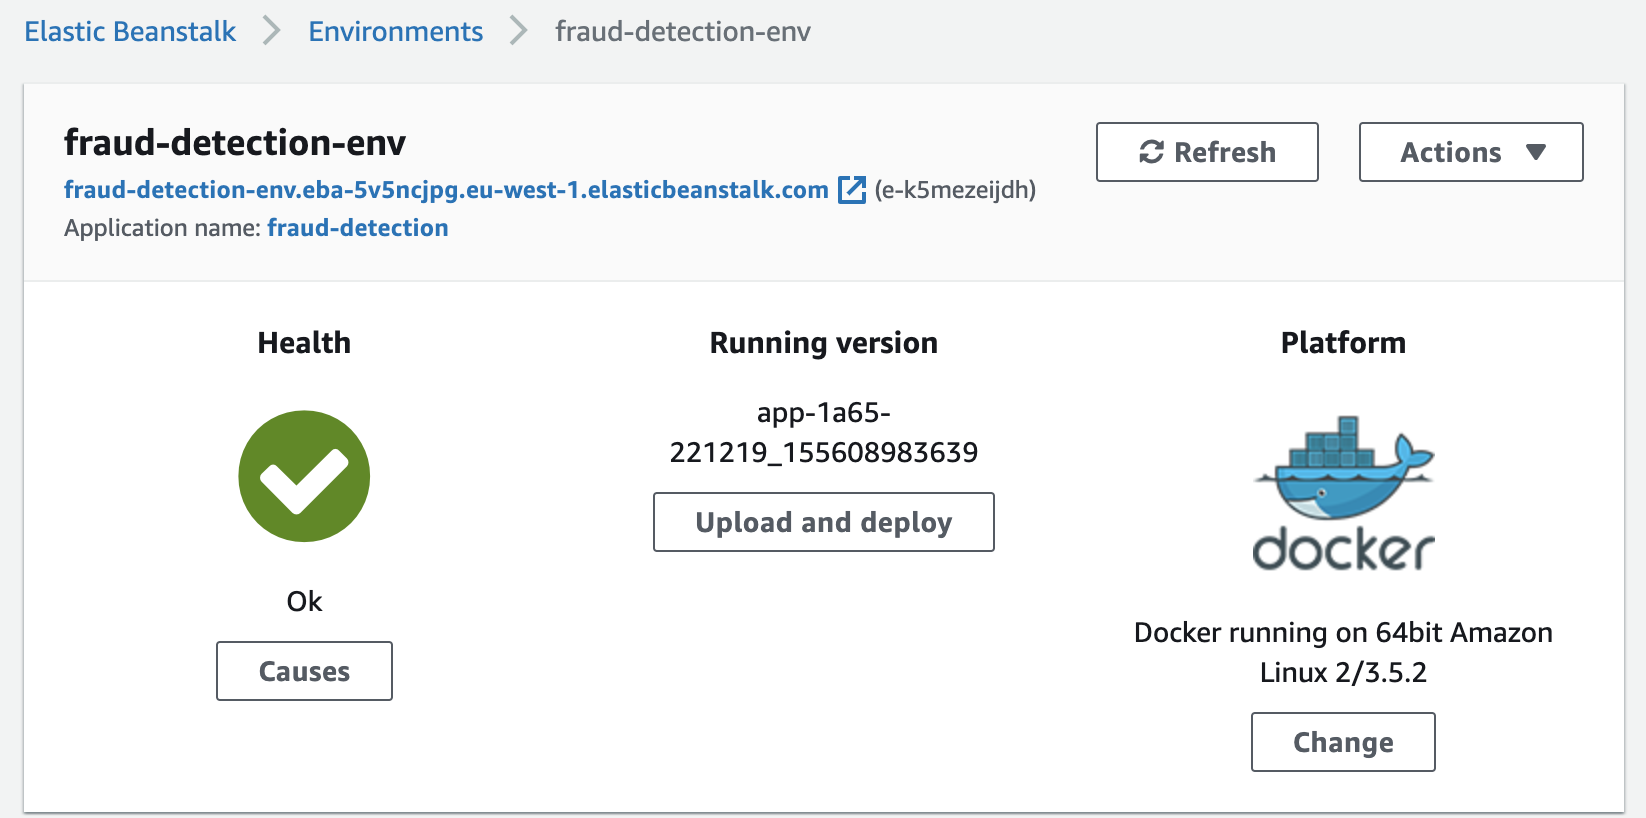 Elastic Beanstalk > Environments > fraud-detection-env
fraud-detection-env
Refresh
Actions
fraud-detection-env.eba-5v5ncjpg.eu-west-1.elasticbeanstalk.com (e-k5mezeijdh)
Application name: fraud-detection
Health
Ok
Causes
Running version
app-1a65-
221219_155608983639
Upload and deploy
Platform
docker
Docker running on 64bit Amazon
Linux 2/3.5.2
Change